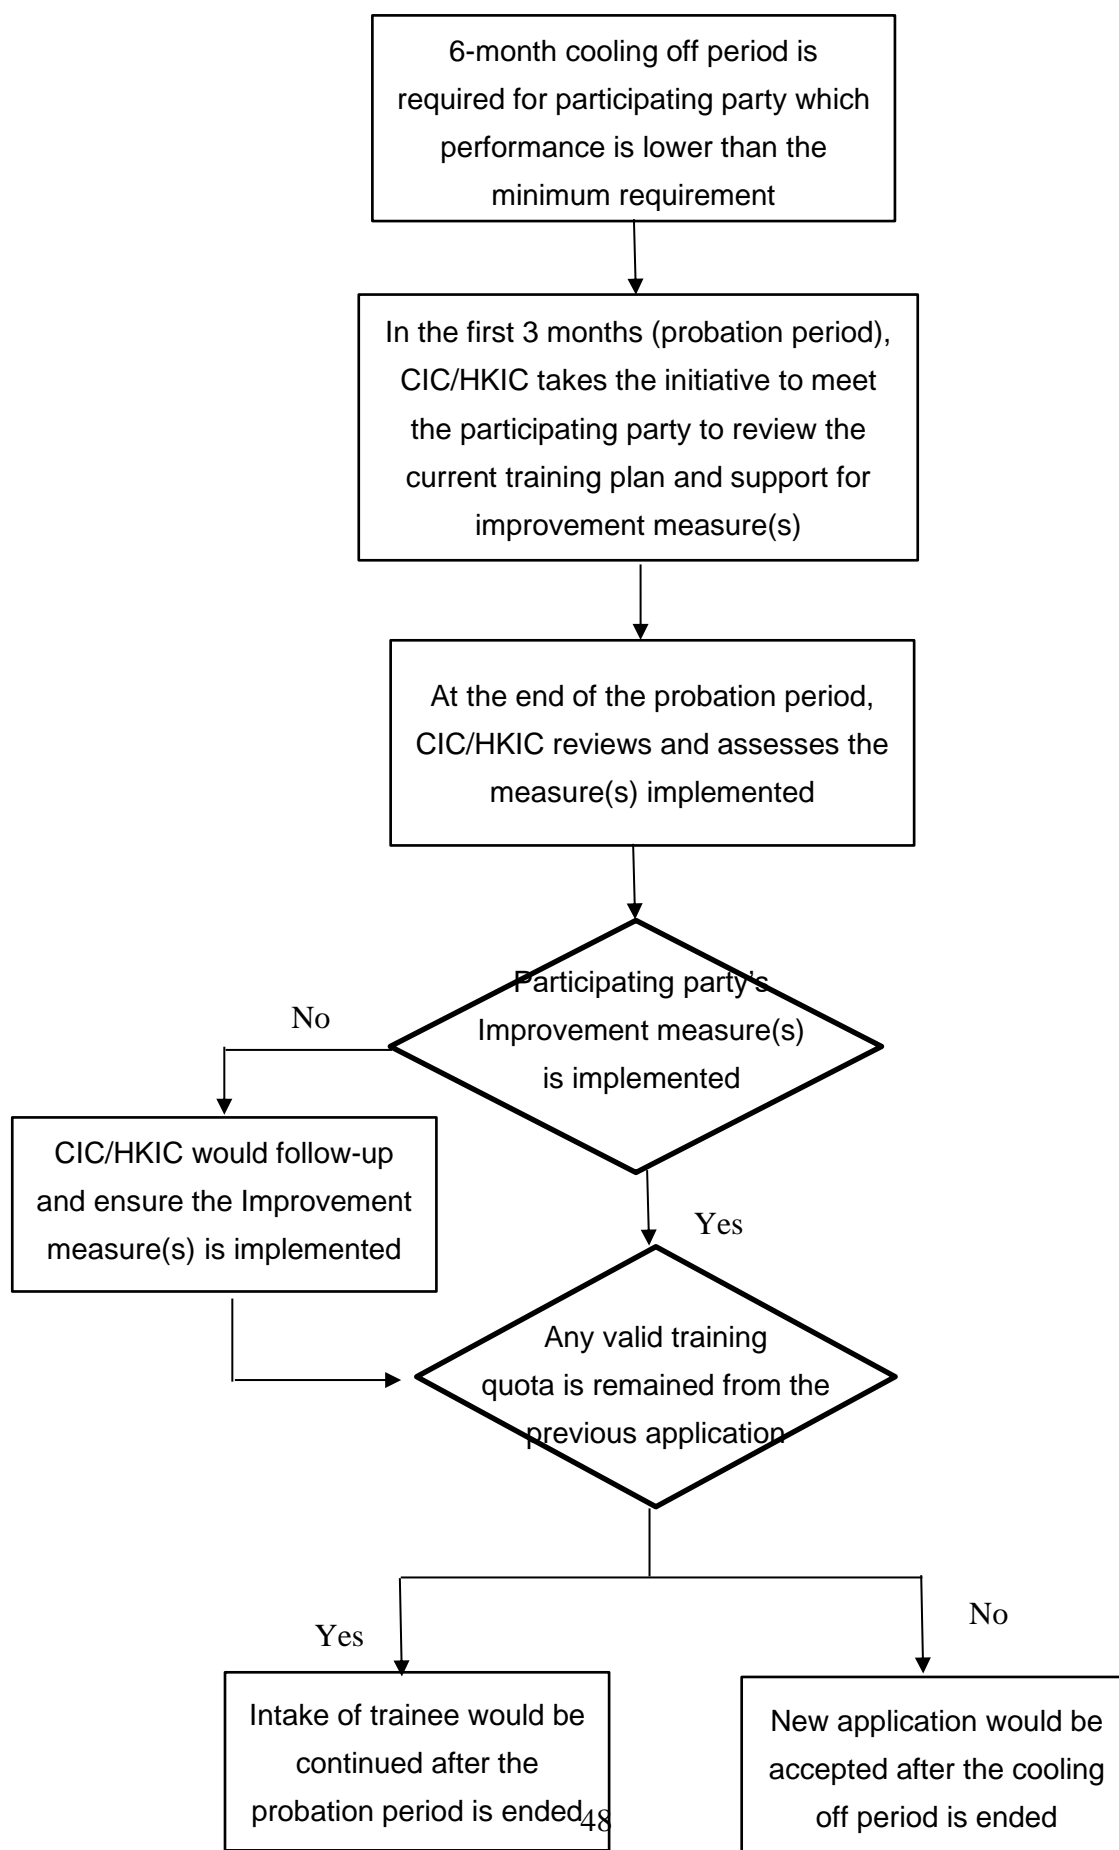 6-month cooling off period is
required for participating party which
performance is lower than the
minimum requirement
In the first 3 months (probation period),
CIC/HKIC takes the initiative to meet
the participating party to review the
current training plan and support for
improvement measure(s)
At the end of the probation period,
CIC/HKIC reviews and assesses the
measure(s) implemented
Participating party's
Improvement measure(s)
is implemented
No
CIC/HKIC would follow-up
and ensure the Improvement
measure(s) is implemented
Yes
Any valid training
quota is remained from the
previous application
Yes
No
Intake of trainee would be
continued after the
probation period is ended
New application would be
accepted after the cooling
off period is ended
48